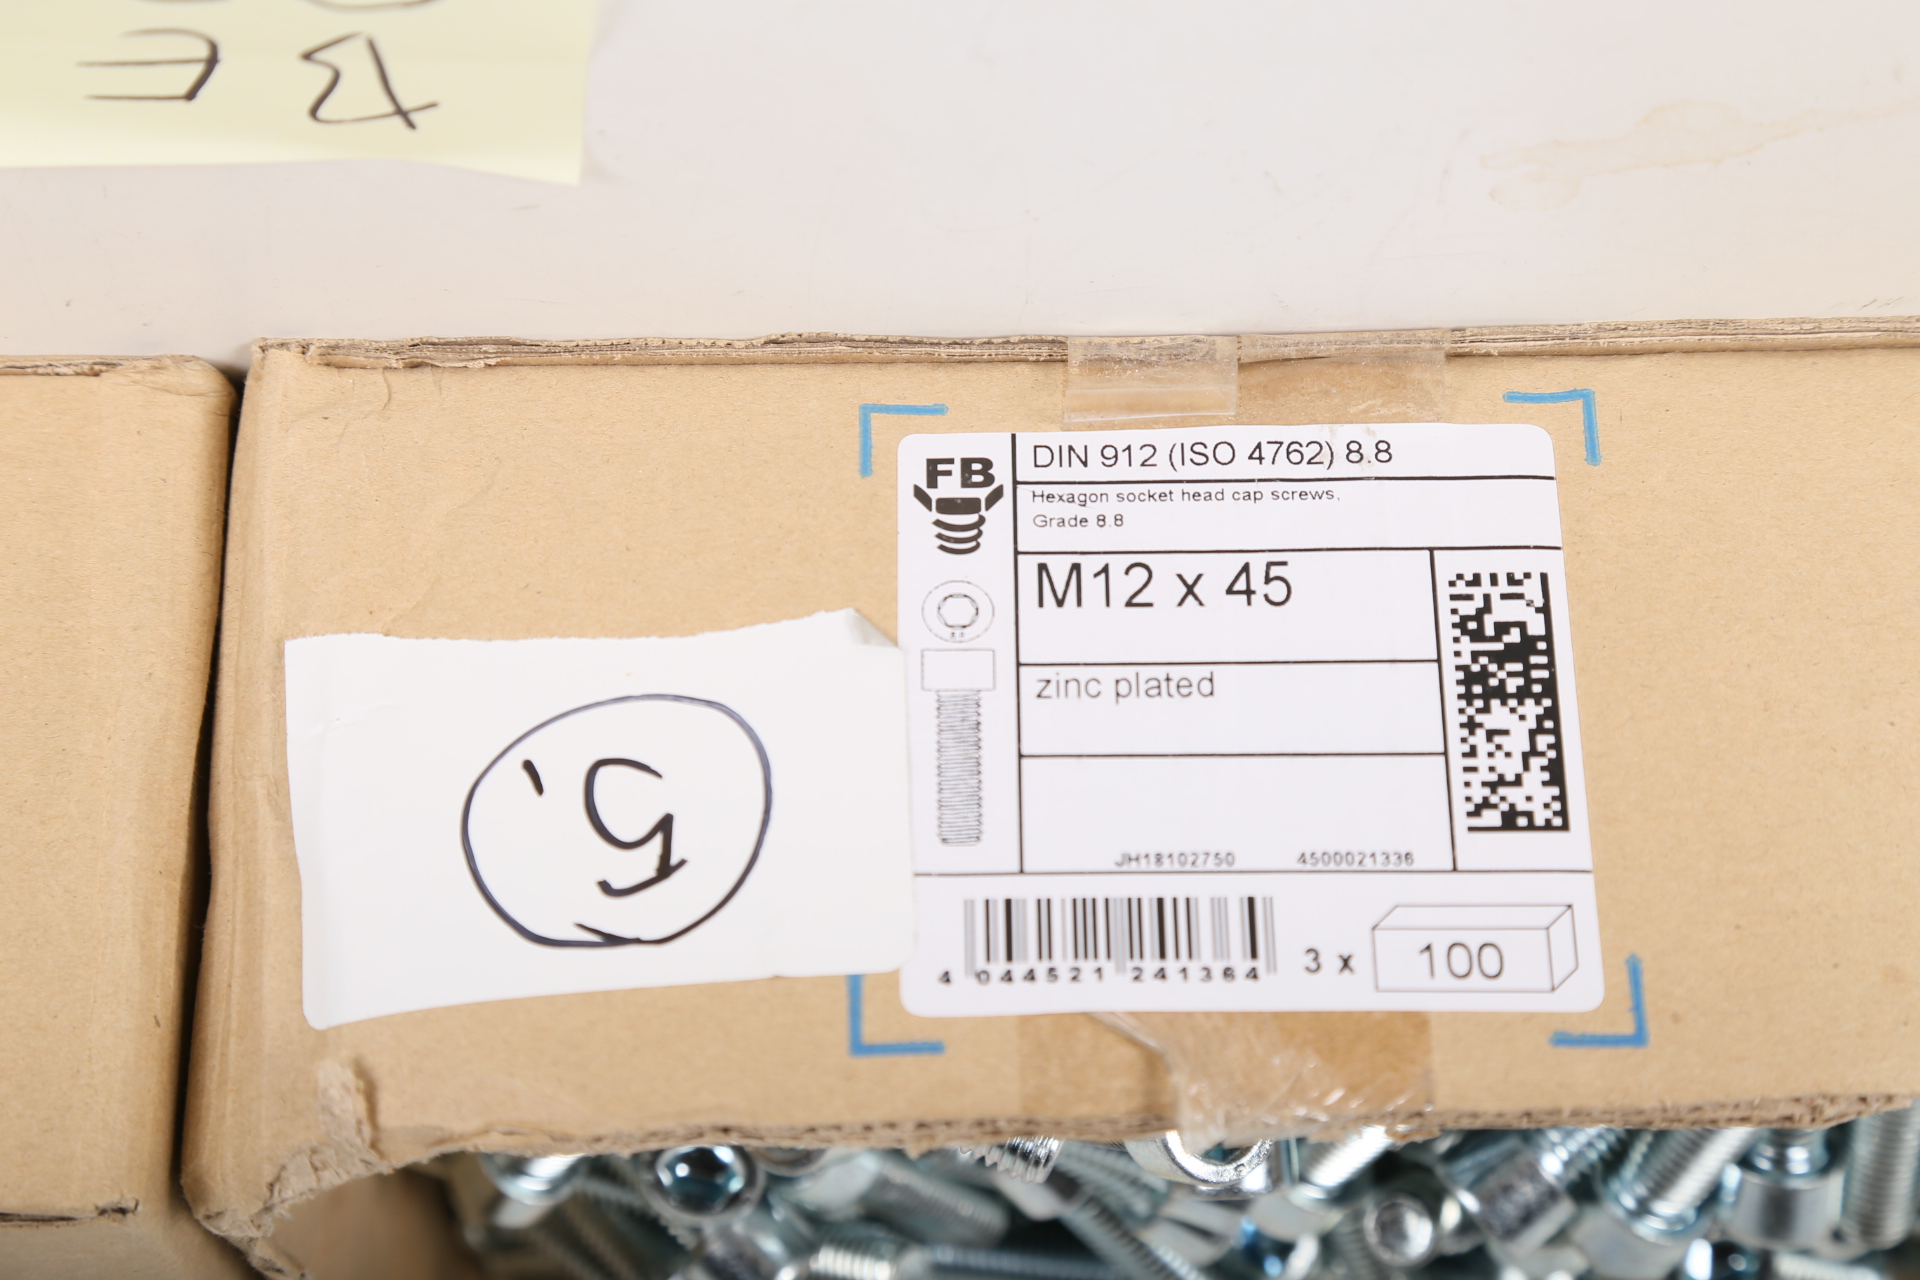 BE
FB
DIN 912 (ISO 4762) 8.8
Hexagon socket head cap screws,
Grade 8.8
M12 x 45
zinc plated
JH18102750 4500021336
4 044521 241364
3 x 100
5.